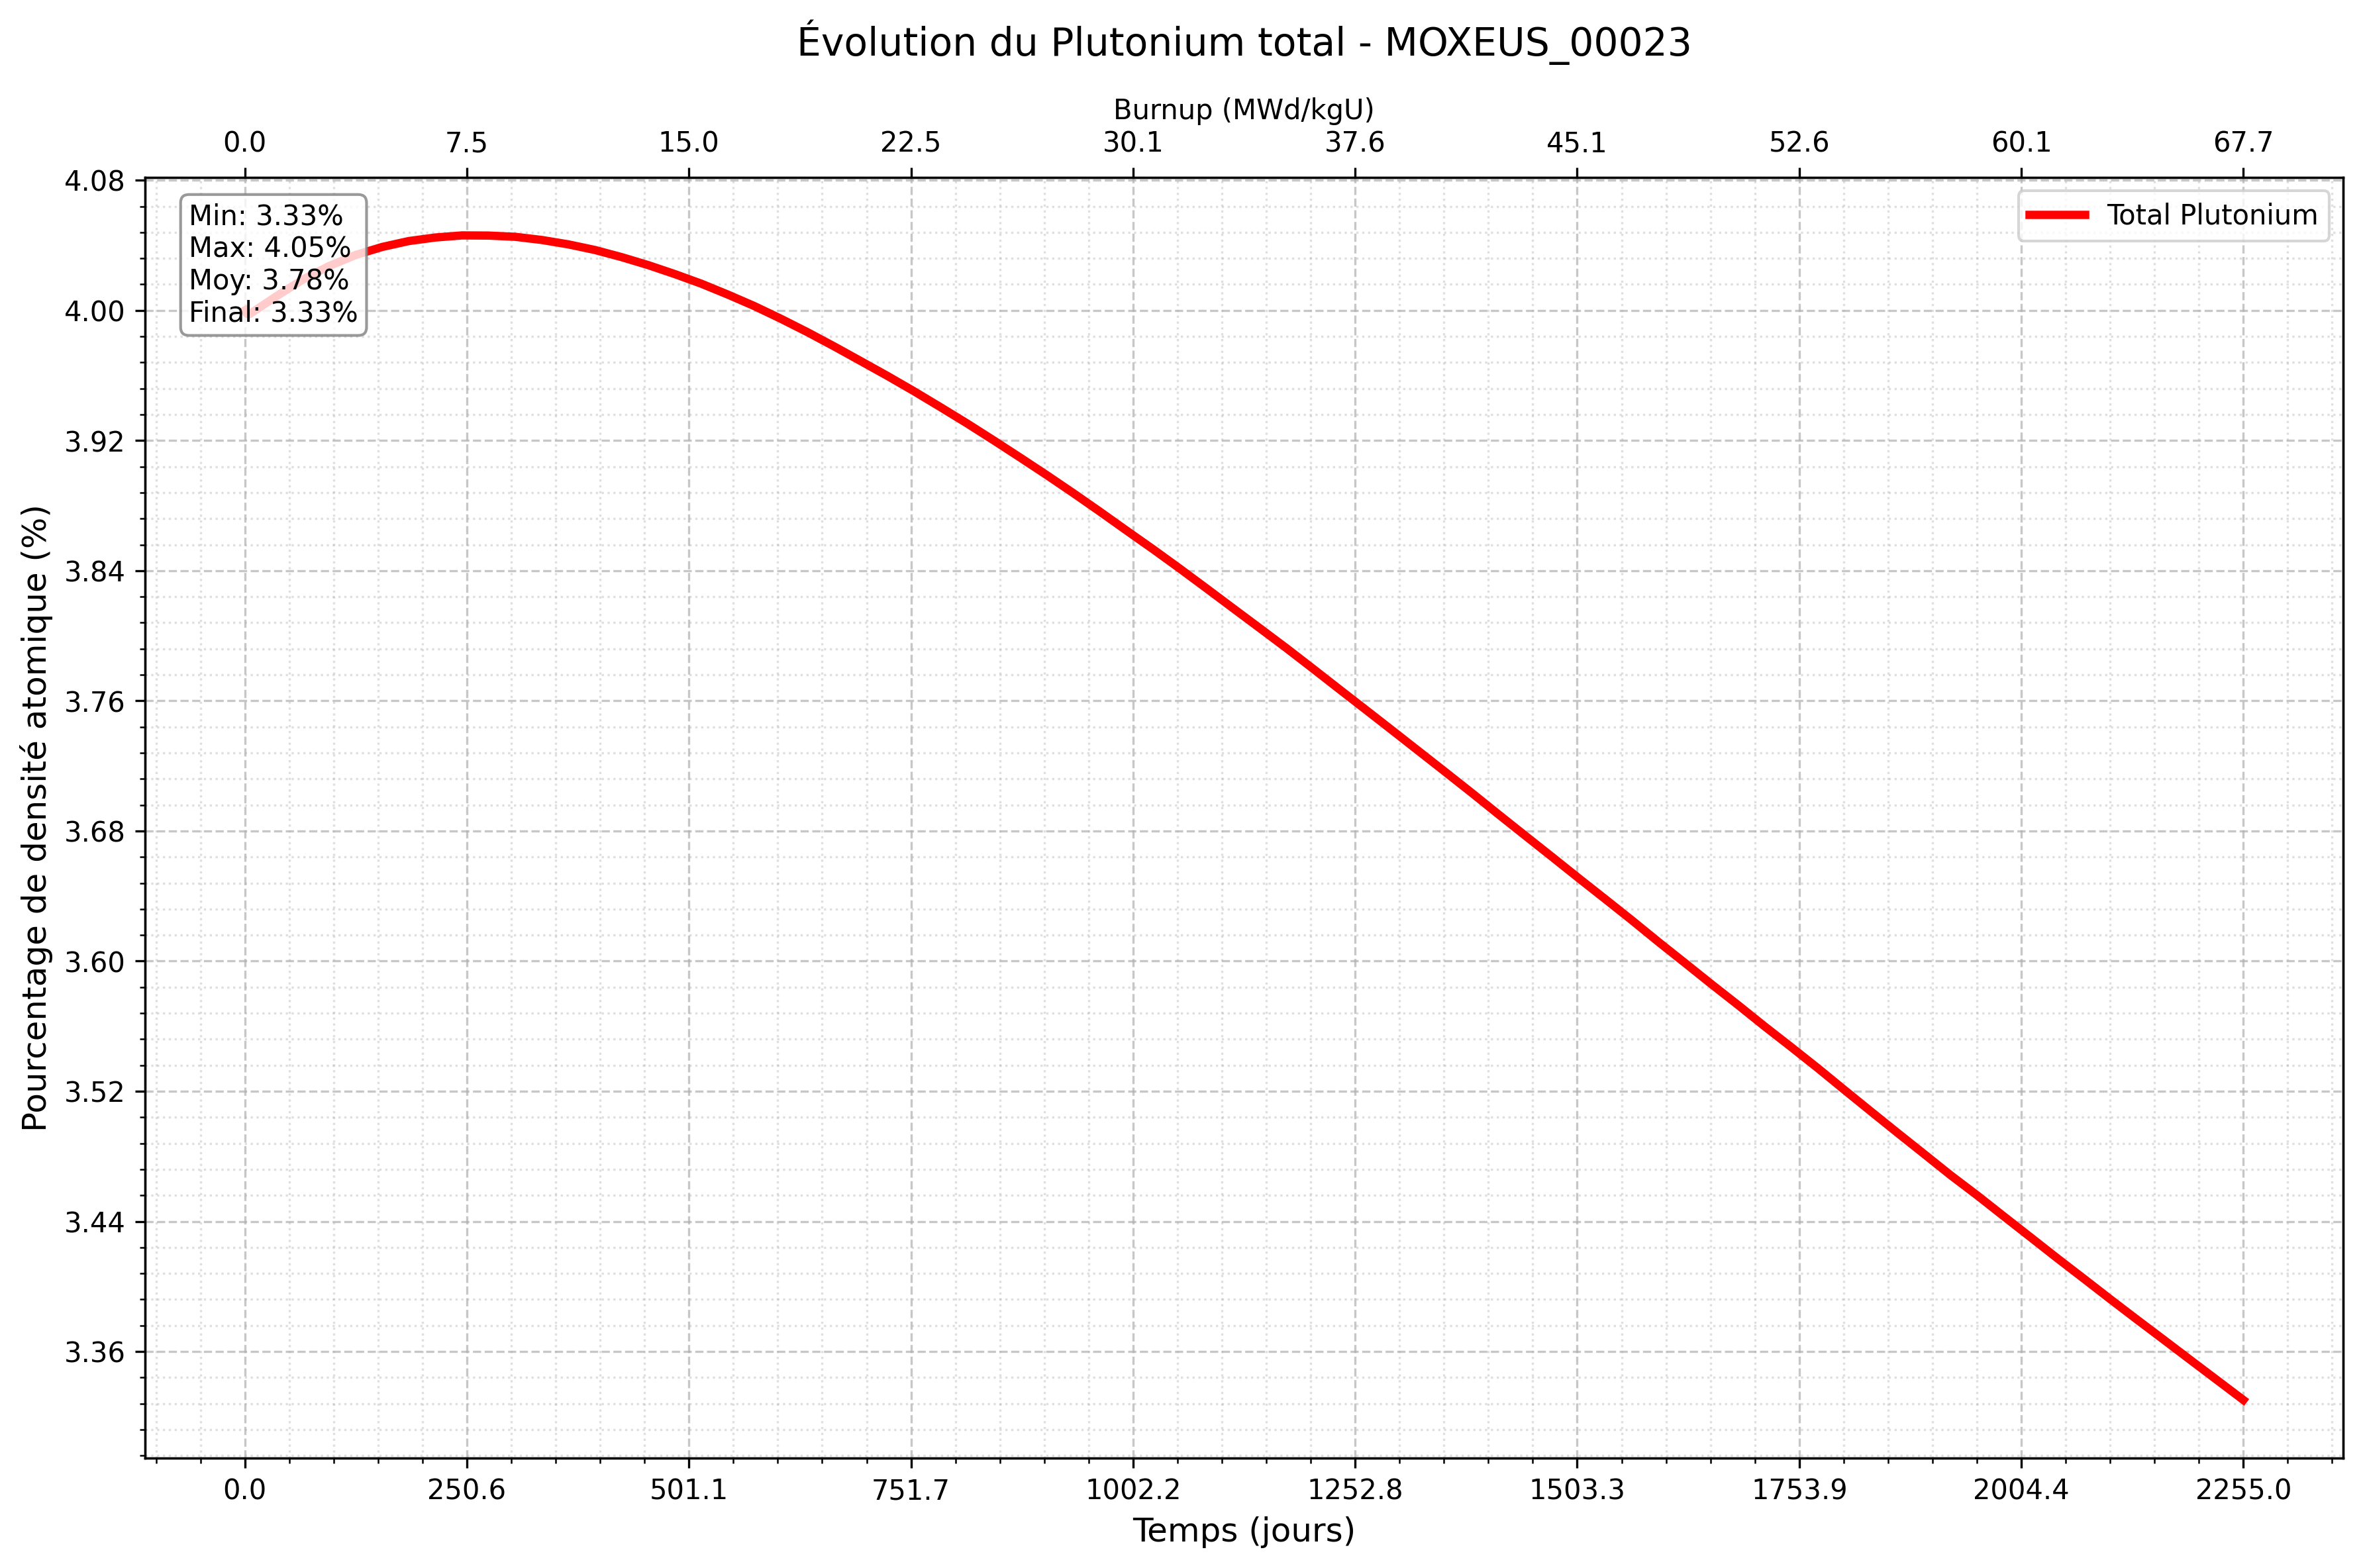 Évolution du Plutonium total - MOXEUS_00023
Burnup (MWd/kgU)
0.0 7.5 15.0 22.5 30.1 37.6 45.1 52.6 60.1 67.7
Min: 3.33%
Max: 4.05%
Moy: 3.78%
Final: 3.33%
Total Plutonium
Pourcentage de densité atomique (%)
4.08
4.00
3.92
3.84
3.76
3.68
3.60
3.52
3.44
3.36
0.0 250.6 501.1 751.7 1002.2 1252.8 1503.3 1753.9 2004.4 2255.0
Temps (jours)